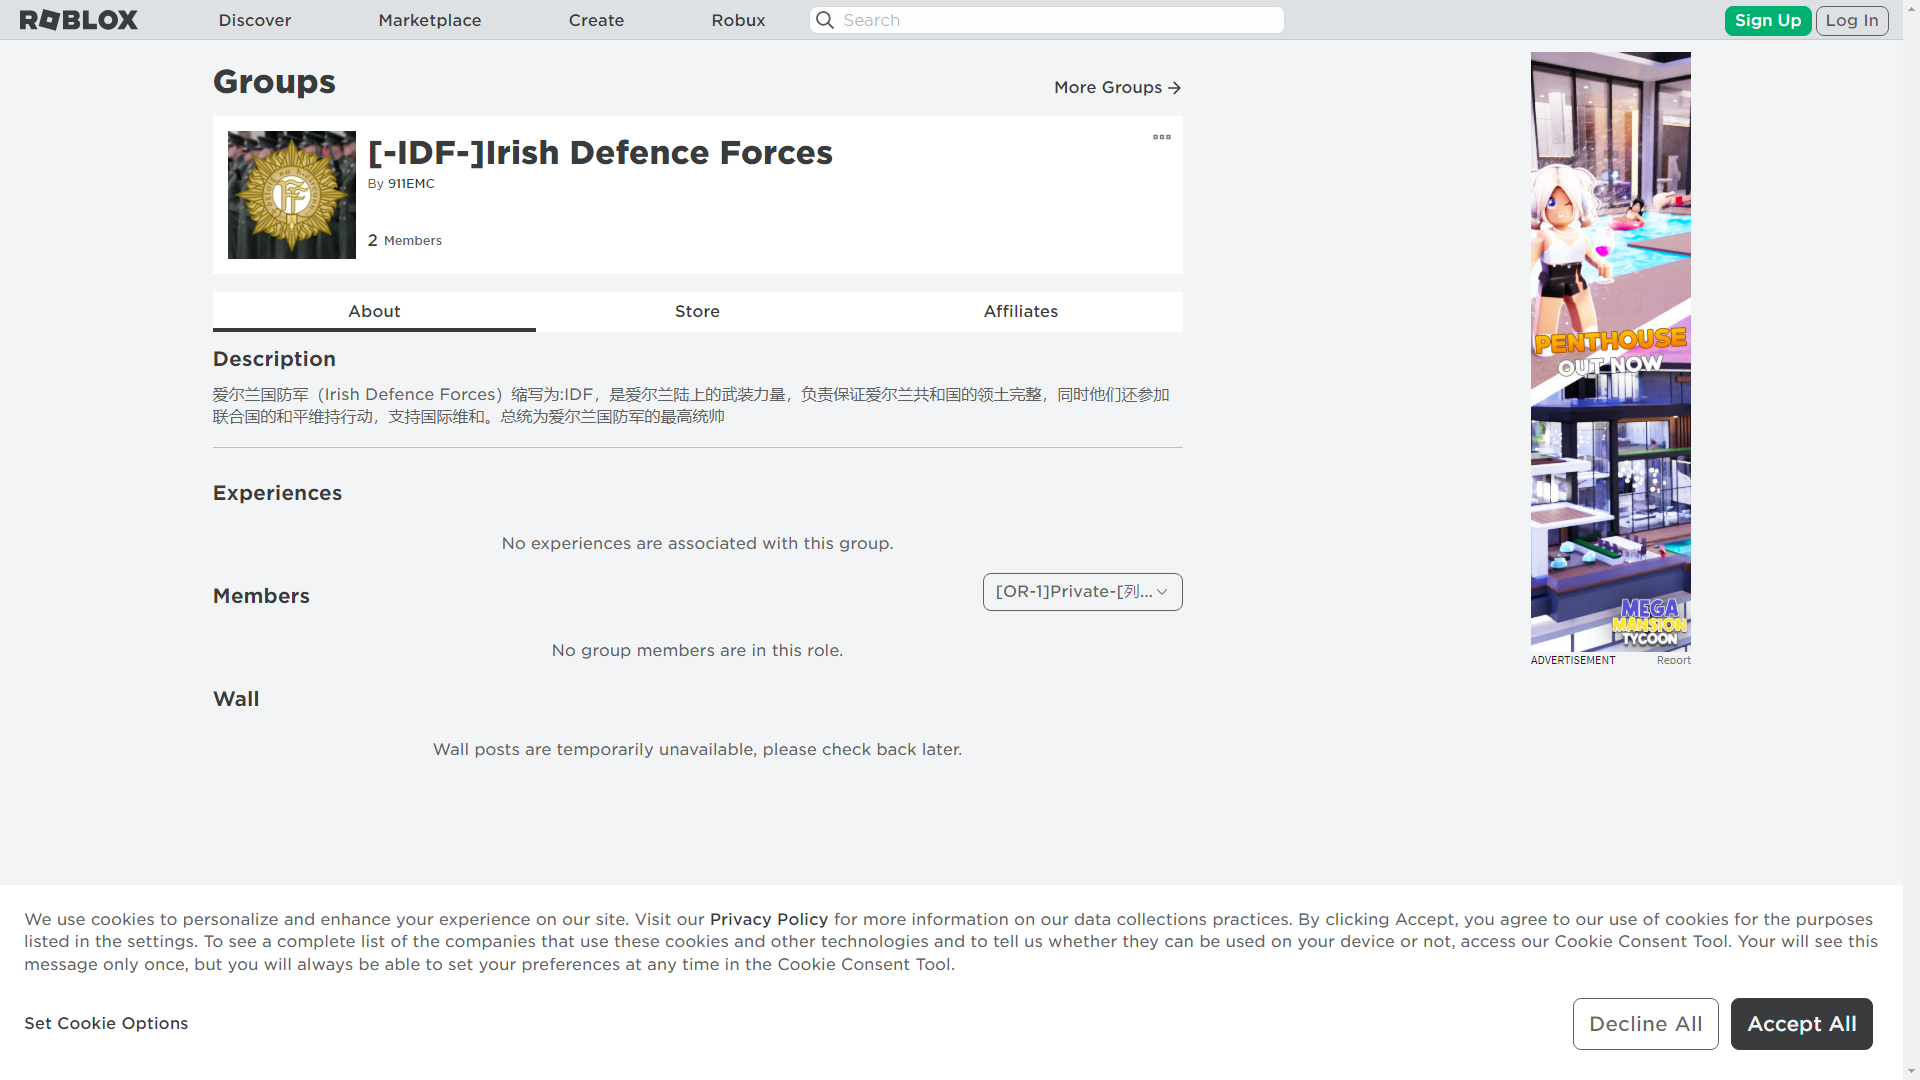 ROBLOX
Discover
Marketplace
Create
Robux
Search
Sign Up
Log In
Groups
More Groups
[-IDF-]Irish Defence Forces
By 911EMC
2 Members
About
Store
Affiliates
Description
爱尔兰国防军（Irish Defence Forces）缩写为:IDF，是爱尔兰陆上的武装力量，负责保证爱尔兰共和国的领土完整，同时他们还参加
联合国的和平维持行动，支持国际维和。总统为爱尔兰国防军的最高统帅
Experiences
No experiences are associated with this group.
Members
[OR-1]Private-[列...
No group members are in this role.
Wall
Wall posts are temporarily unavailable, please check back later.
PENTHOUSE
OUT NOW
MEGA
MANSION
TYCOON
ADVERTISEMENT
Report
We use cookies to personalize and enhance your experience on our site. Visit our Privacy Policy for more information on our data collections practices. By clicking Accept, you agree to our use of cookies for the purposes
listed in the settings. To see a complete list of the companies that use these cookies and other technologies and to tell us whether they can be used on your device or not, access our Cookie Consent Tool. Your will see this
message only once, but you will always be able to set your preferences at any time in the Cookie Consent Tool.
Set Cookie Options
Decline All
Accept All